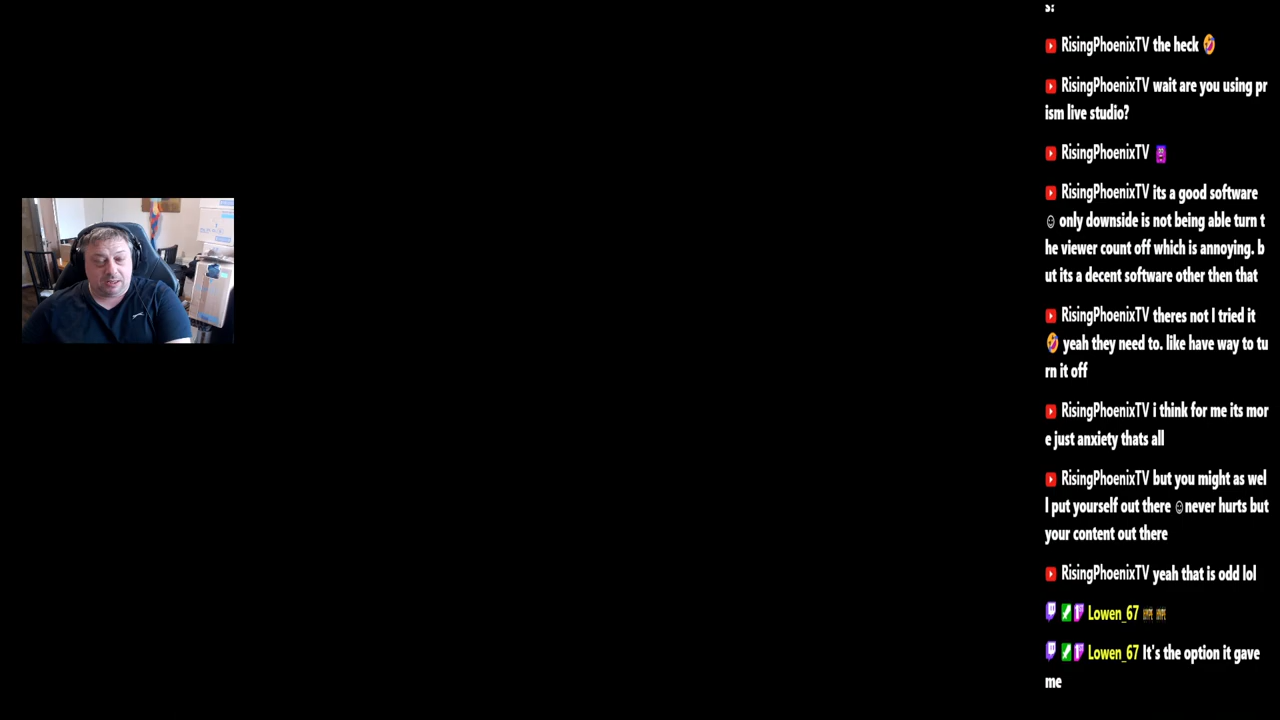 RisingPhoenixTV the heck 🤣
RisingPhoenixTV wait are you using pr
ism live studio?
RisingPhoenixTV
RisingPhoenixTV its a good software
☺ only downside is not being able turn t
he viewer count off which is annoying. b
ut its a decent software other then that
RisingPhoenixTV theres not I tried it
🤣 yeah they need to. like have way to tu
rn it off
RisingPhoenixTV i think for me its mor
e just anxiety thats all
RisingPhoenixTV but you might as wel
l put yourself out there ☺never hurts but
your content out there
RisingPhoenixTV yeah that is odd lol
Lowen_67 HYPE HYPE
Lowen_67 It's the option it gave
me